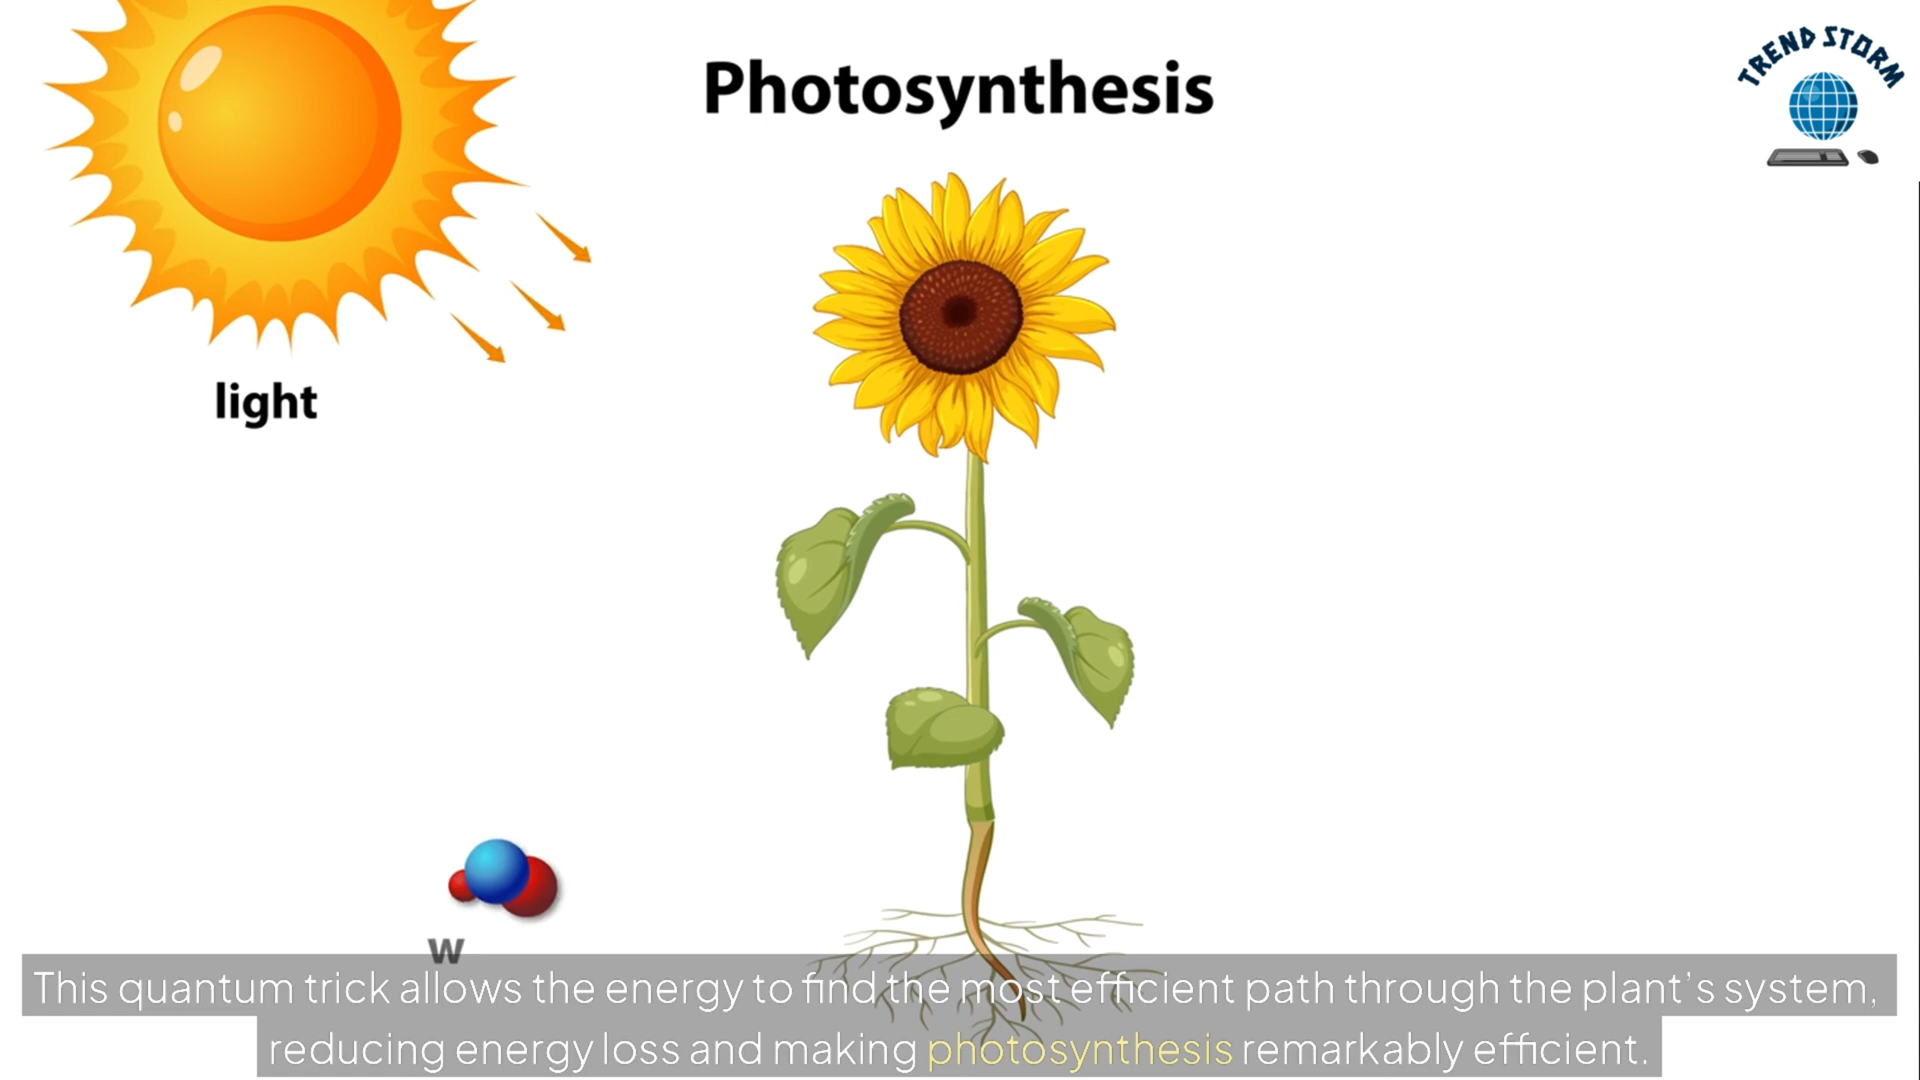 TREND STORM
Photosynthesis
light
w
This quantum trick allows the energy to find the most efficient path through the plant's system,
reducing energy loss and making photosynthesis remarkably efficient.